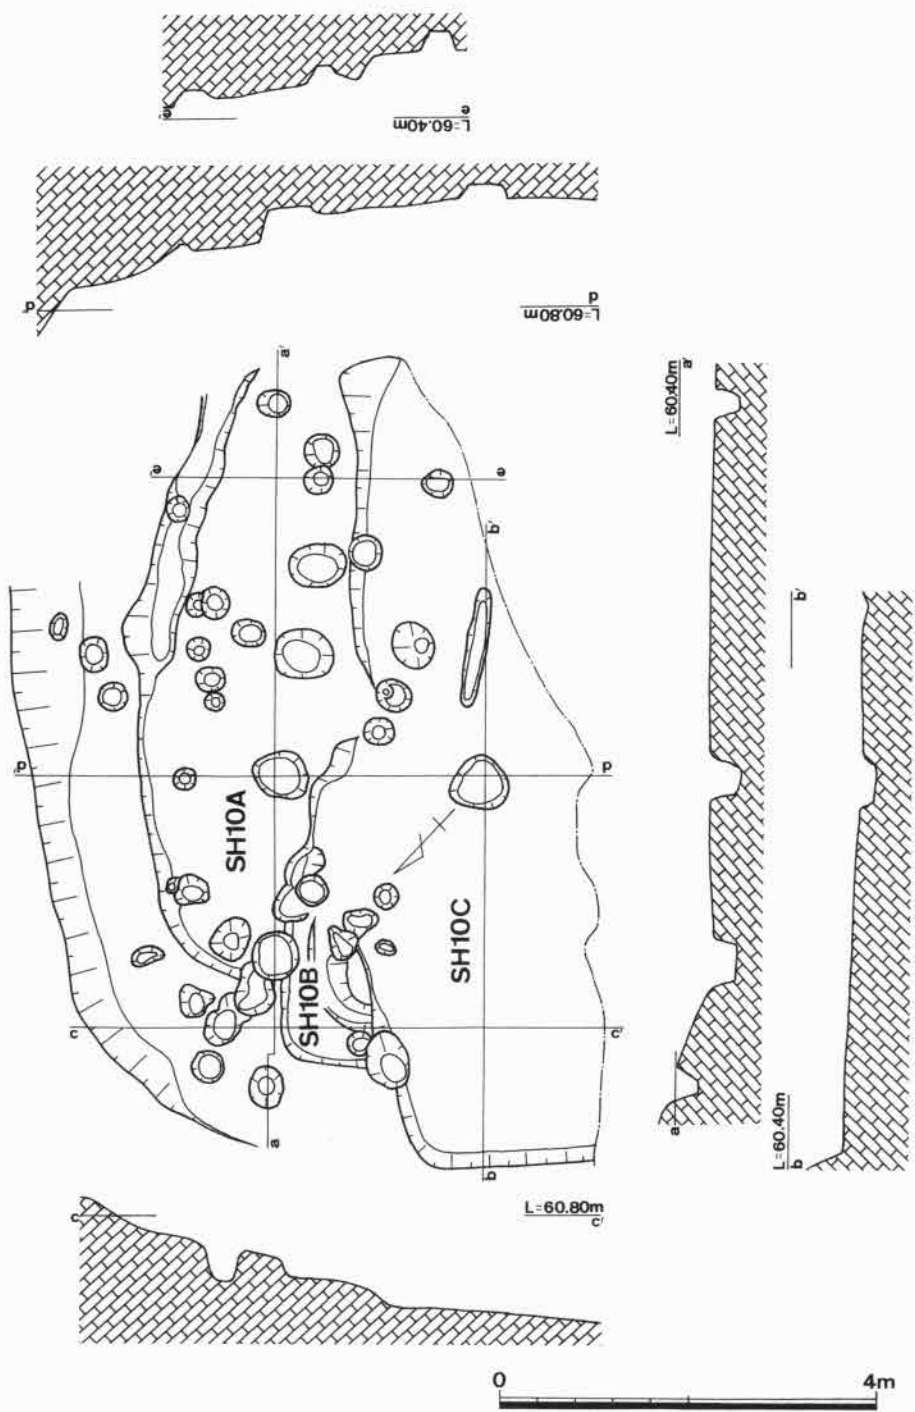 e'
e
L=60.40m
d'
d
L=60.80m
a'
L=60.40m
a'
e'
e
b'
b'
d'
d
SH10A
SH10B
SH10C
c
c'
a
a
b
L=60.40m
b
c
L=60.80m
c'
0 4m